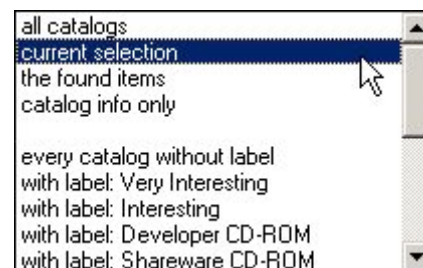 all catalogs
current selection
the found items
catalog info only
every catalog without label
with label: Very Interesting
with label: Interesting
with label: Developer CD-ROM
with label: Shareware CD-ROM